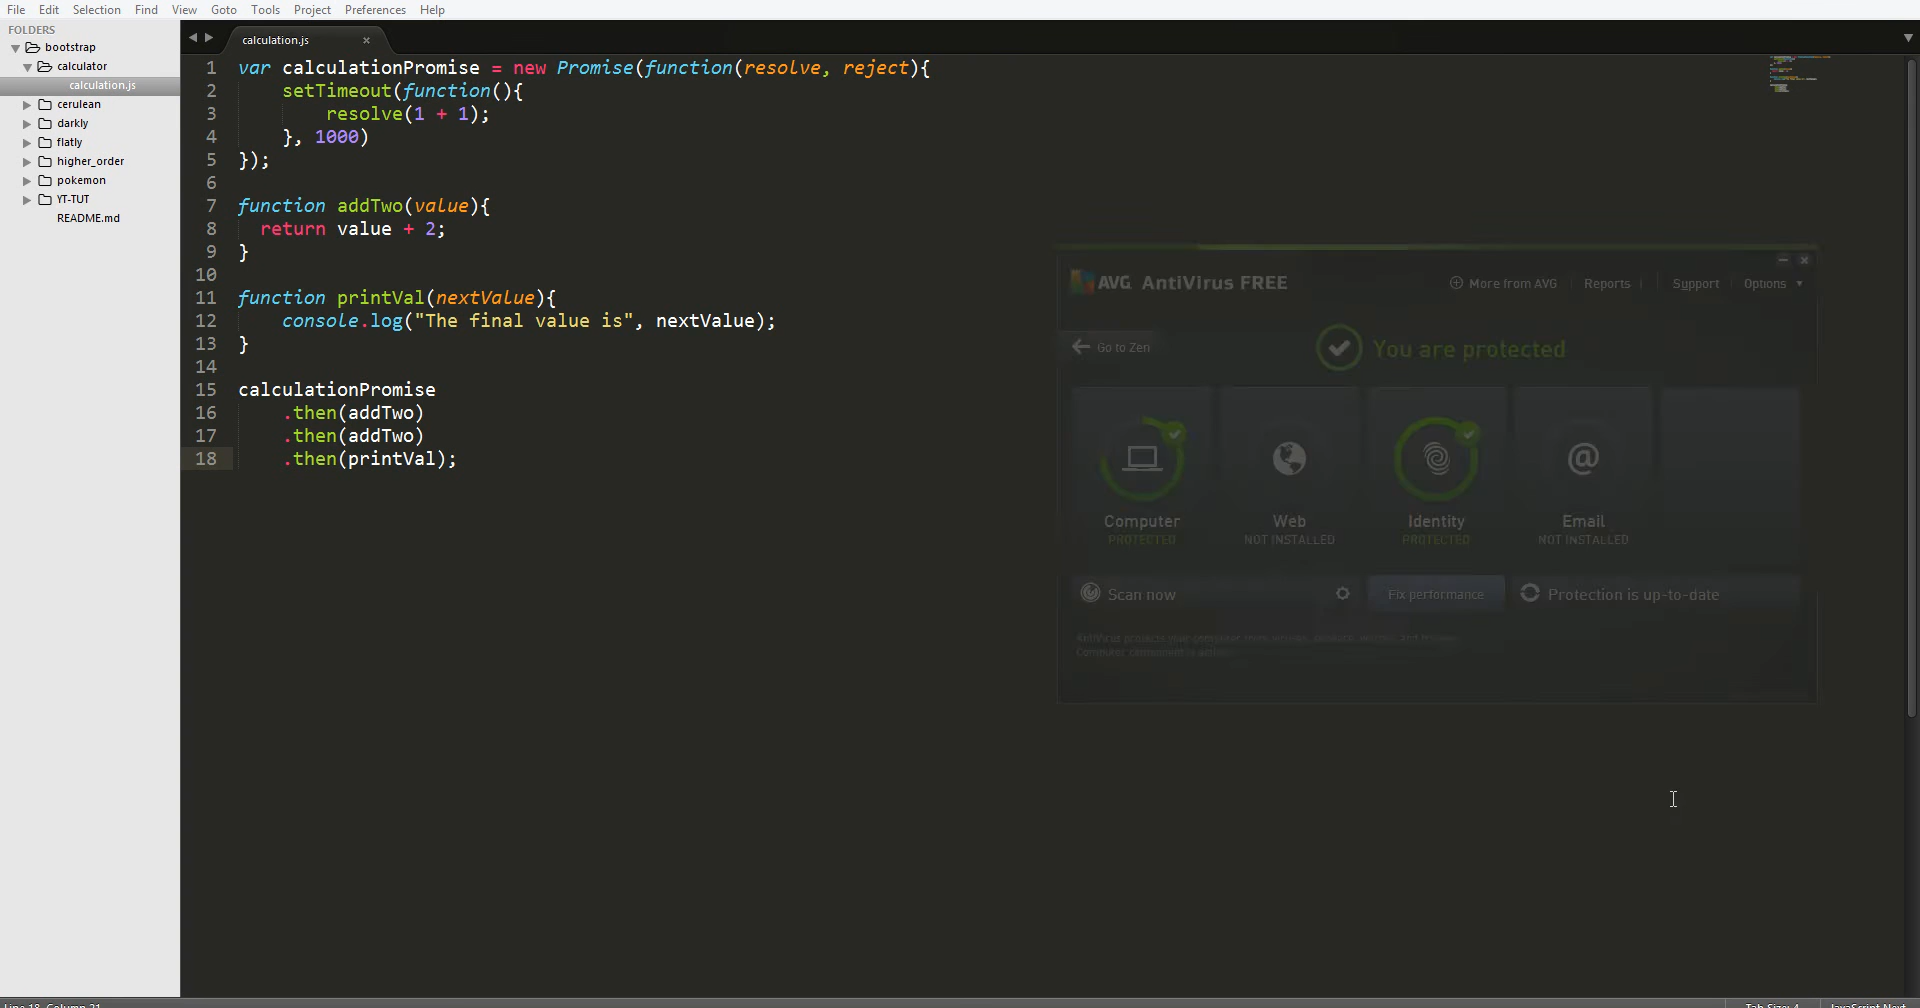 File Edit Selection Find View Goto Tools Project Preferences Help
FOLDERS
bootstrap
calculator
calculation.js
cerulean
darkly
flatly
higher_order
pokemon
YT-TUT
README.md
calculation.js ×
1 var calculationPromise = new Promise(function(resolve, reject){
2 setTimeout(function(){
3 resolve(1 + 1);
4 }, 1000)
5 });
6
7 function addTwo(value){
8 return value + 2;
9 }
10
11 function printVal(nextValue){
12 console.log("The final value is", nextValue);
13 }
14
15 calculationPromise
16 .then(addTwo)
17 .then(addTwo)
18 .then(printVal);
AVG AntiVirus FREE
More from AVG Reports Support Options
Go to Zen
You are protected
Computer
PROTECTED
Web
NOT INSTALLED
Identity
PROTECTED
Email
NOT INSTALLED
Scan now
Fix performance
Protection is up-to-date